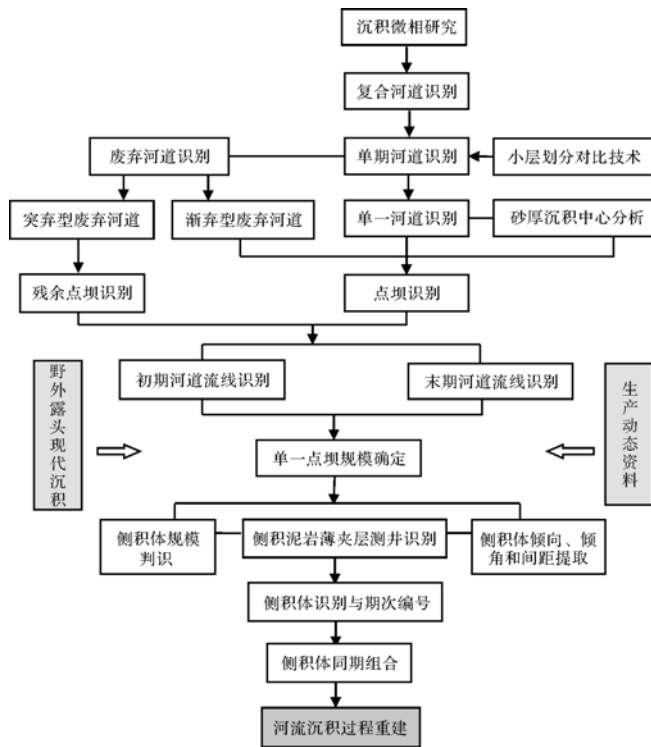 沉积微相研究
复合河道识别
废弃河道识别
单期河道识别
小层划分对比技术
突弃型废弃河道
渐弃型废弃河道
单一河道识别
砂厚沉积中心分析
残余点坝识别
点坝识别
野外露头现代沉积
初期河道流线识别
末期河道流线识别
生产动态资料
单一点坝规模确定
侧积体规模
判识
侧积泥岩薄夹层测井识别
侧积体倾向、倾
角和间距提取
侧积体识别与期次编号
侧积体同期组合
河流沉积过程重建